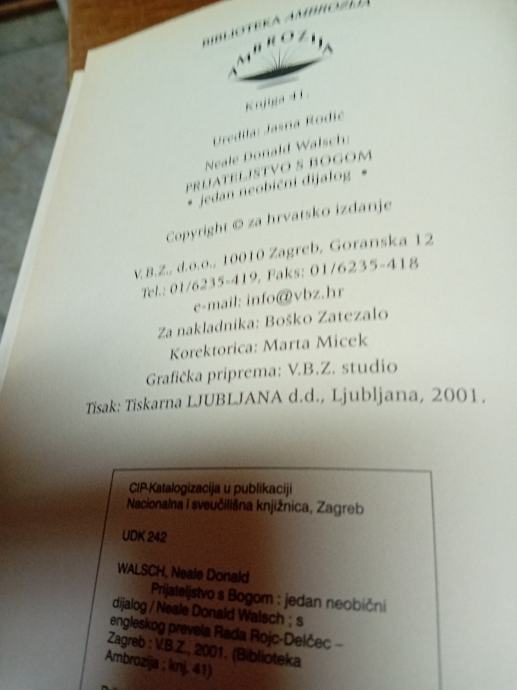 BIBLIOTEKA AMBROZIJA
AMBROZIJA
Knjiga 41.
Uredila: Jasna Rodić
Neale Donald Walsch:
PRIJATELJSTVO S BOGOM
• jedan neobični dijalog •
Copyright © za hrvatsko izdanje
V.B.Z., d.o.o., 10010 Zagreb, Goranska 12
Tel.: 01/6235-419, Faks: 01/6235-418
e-mail: info@vbz.hr
Za nakladnika: Boško Zatezalo
Korektorica: Marta Micek
Grafička priprema: V.B.Z. studio
Tisak: Tiskarna LJUBLJANA d.d., Ljubljana, 2001.
CIP-Katalogizacija u publikaciji
Nacionalna i sveučilišna knjižnica, Zagreb
UDK 242
WALSCH, Neale Donald
Prijateljstvo s Bogom : jedan neobični
dijalog / Neale Donald Walsch ; s
engleskog prevela Rada Rojc-Delčec –
Zagreb : V.B.Z., 2001. (Biblioteka
Ambrozija ; knj. 41)